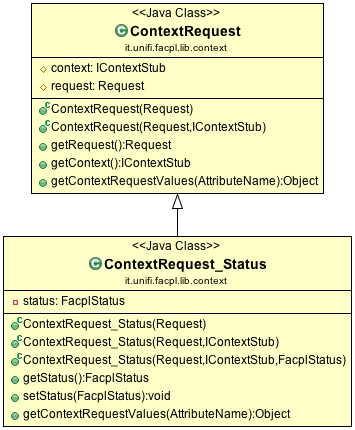 <<Java Class>>
ContextRequest
it.unifi.facpl.lib.context
context: IContextStub
request: Request
ContextRequest(Request)
ContextRequest(Request,IContextStub)
getRequest():Request
getContext():IContextStub
getContextRequestValues(AttributeName):Object
<<Java Class>>
ContextRequest_Status
it.unifi.facpl.lib.context
status: FacplStatus
ContextRequest_Status(Request)
ContextRequest_Status(Request,IContextStub)
ContextRequest_Status(Request,IContextStub,FacplStatus)
getStatus():FacplStatus
setStatus(FacplStatus):void
getContextRequestValues(AttributeName):Object